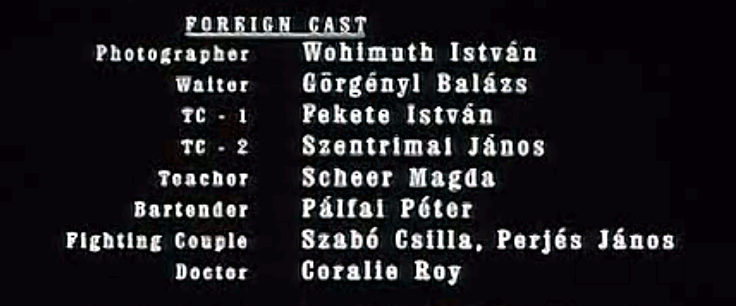 FOREIGN CAST
Photographer Wohlmuth István
Waiter Görgényi Balázs
TC - 1 Fekete István
TC - 2 Szentrimai János
Teacher Scheer Magda
Bartender Pálfai Péter
Fighting Couple Szabó Csilla, Perjés János
Doctor Coralie Roy